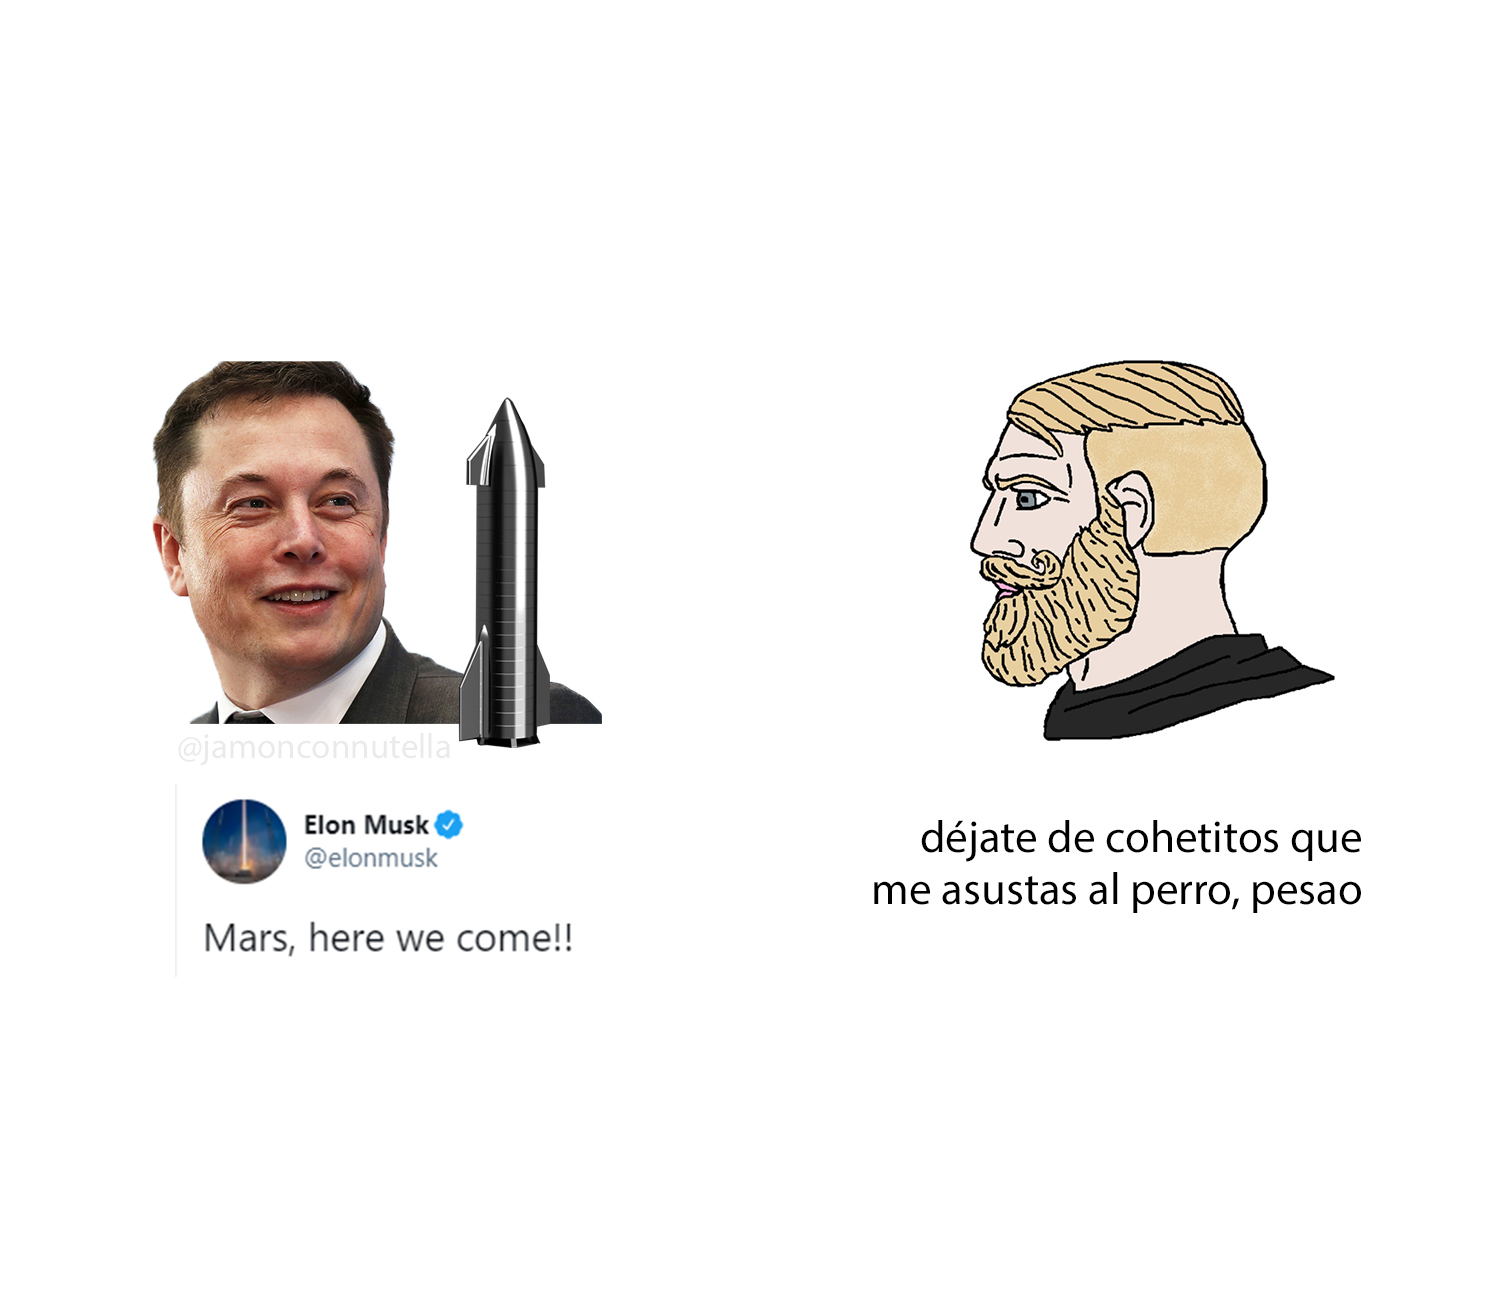 @jamonconnutella
Elon Musk
@elonmusk
Mars, here we come!!
déjate de cohetitos que
me asustas al perro, pesao